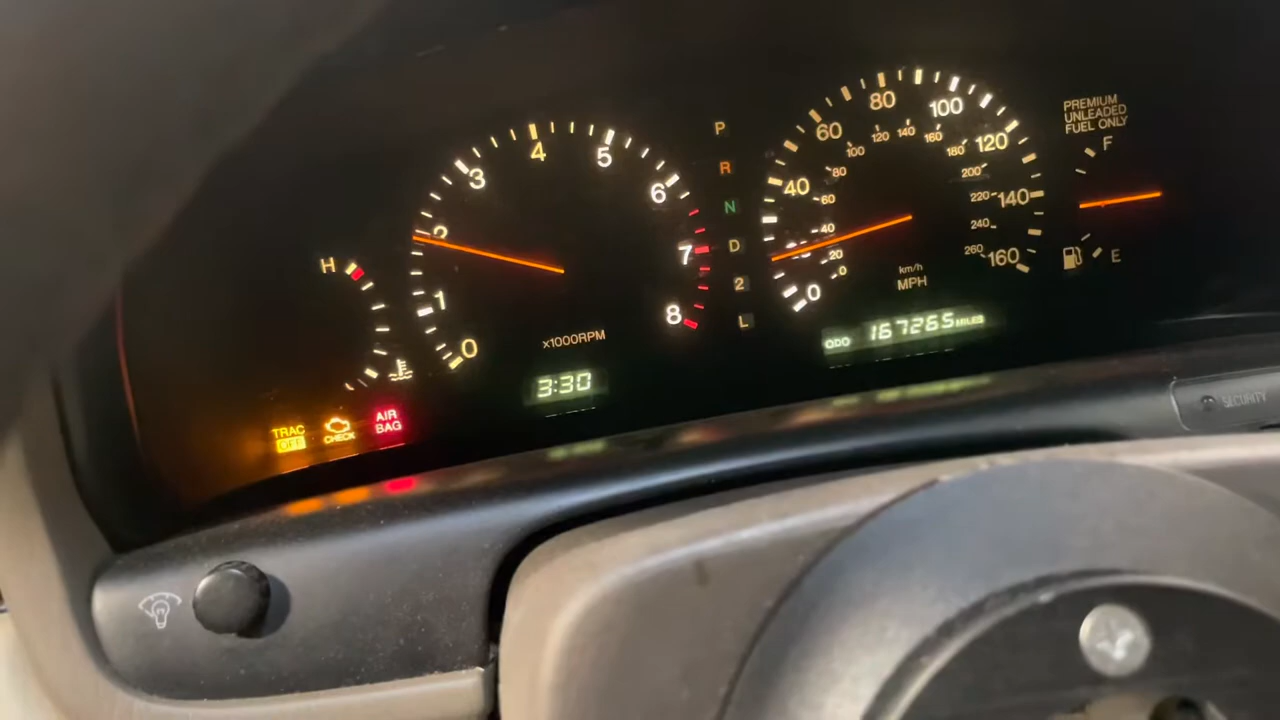 H
0
1
2
3
4
5
6
7
8
x1000RPM
3:30
TRAC
OFF
CHECK
AIR
BAG
P
R
N
D
2
L
0
40
60
80
100
120
140
160
0
20
40
60
80
100
120
140
160
180
200
220
240
260
km/h
MPH
ODO 167265 MILES
PREMIUM
UNLEADED
FUEL ONLY
F
E
SECURITY